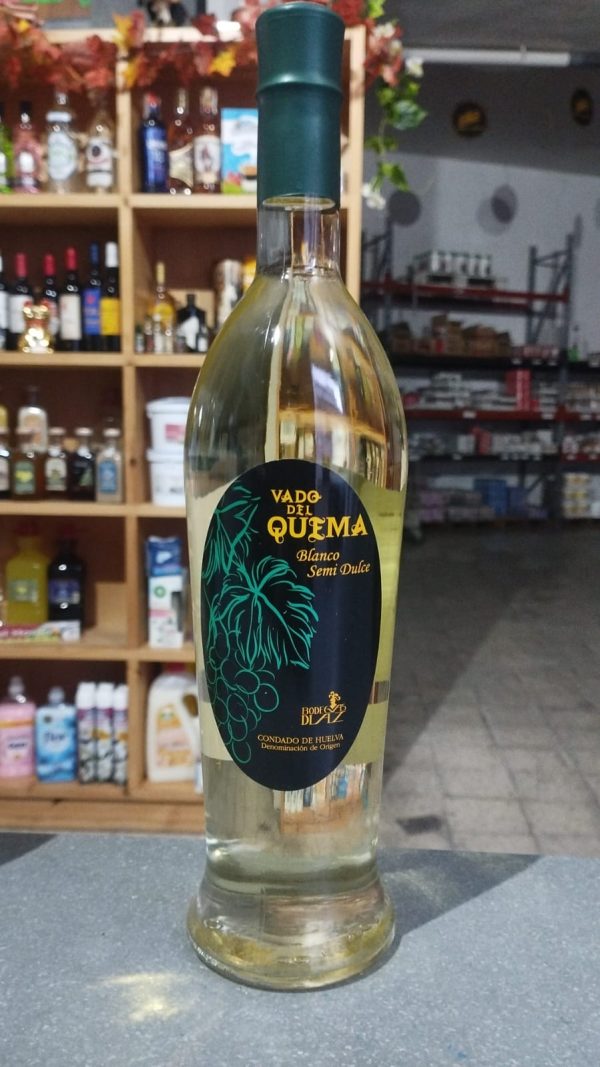 VADO
DEL
QUEMA
Blanco
Semi Dulce
BODEGAS
DIAZ
CONDADO DE HUELVA
Denominación de Origen